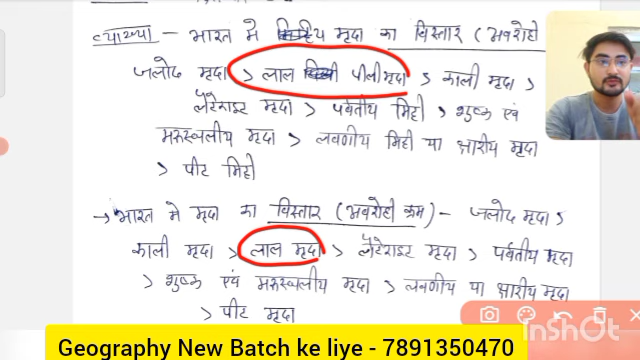 व्याख्या - भारत में मृदा का विस्तार (अवरोही
जलोढ मृदा > लाल पीली मृदा > काली मृदा >
लैटेराइट मृदा > पर्वतीय मिट्टी > शुष्क एवं
मरुस्थलीय मृदा > लवणीय मिट्टी या क्षारीय मृदा
> पीट मिट्टी
→ भारत मे मृदा का विस्तार (अवरोही क्रम) - जलोढ मृदा >
काली मृदा > लाल मृदा > लैटेराइट मृदा > पर्वतीय मृदा
> शुष्क एवं मरुस्थलीय मृदा > लवणीय या क्षारीय मृदा
> पीट मृदा
InShot
Geography New Batch ke liye - 7891350470